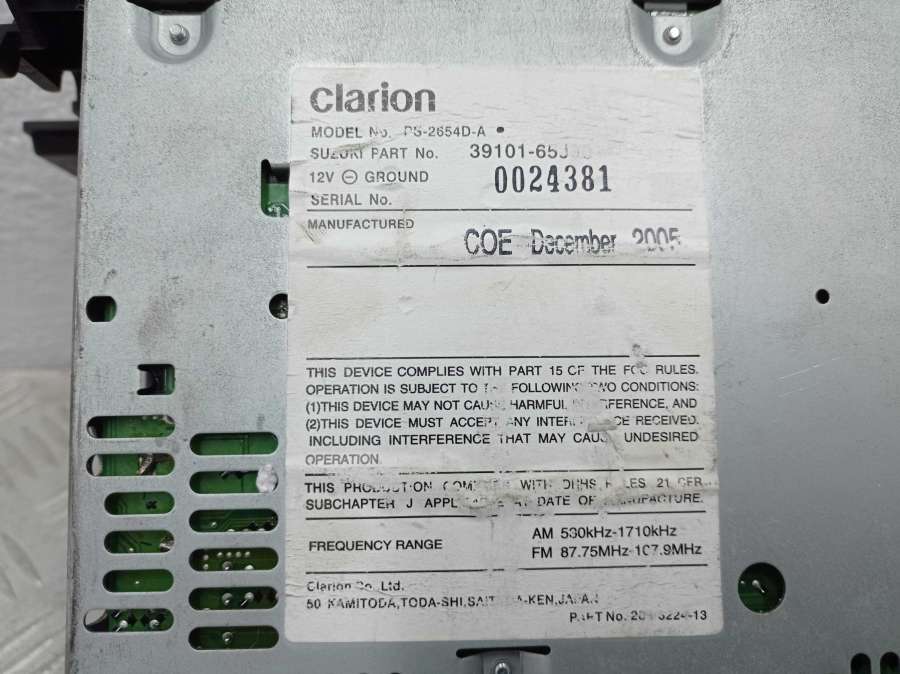 clarion
MODEL No. PS-2654D-A
SUZUKI PART No. 39101-65J
12V ⊖ GROUND 0024381
SERIAL No.
MANUFACTURED
COE December 2005
THIS DEVICE COMPLIES WITH PART 15 OF THE FCC RULES.
OPERATION IS SUBJECT TO THE FOLLOWING TWO CONDITIONS:
(1)THIS DEVICE MAY NOT CAUSE HARMFUL INTERFERENCE, AND
(2)THIS DEVICE MUST ACCEPT ANY INTERFERENCE RECEIVED,
INCLUDING INTERFERENCE THAT MAY CAUSE UNDESIRED
OPERATION.
THIS PRODUCTION COMPLIES WITH DHHS RULES 21 CFR
SUBCHAPTER J APPLICABLE AT DATE OF MANUFACTURE.
FREQUENCY RANGE
AM 530kHz-1710kHz
FM 87.75MHz-107.9MHz
Clarion Co., Ltd.
50 KAMITODA,TODA-SHI,SAITAMA-KEN,JAPAN
PART No.